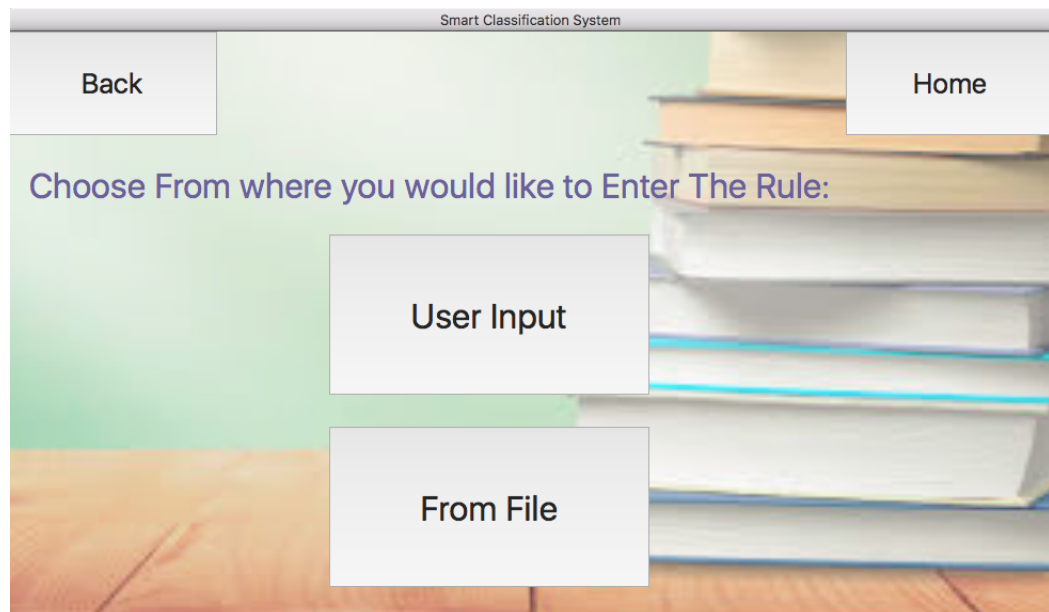 Smart Classification System
Back
Home
Choose From where you would like to Enter The Rule:
User Input
From File